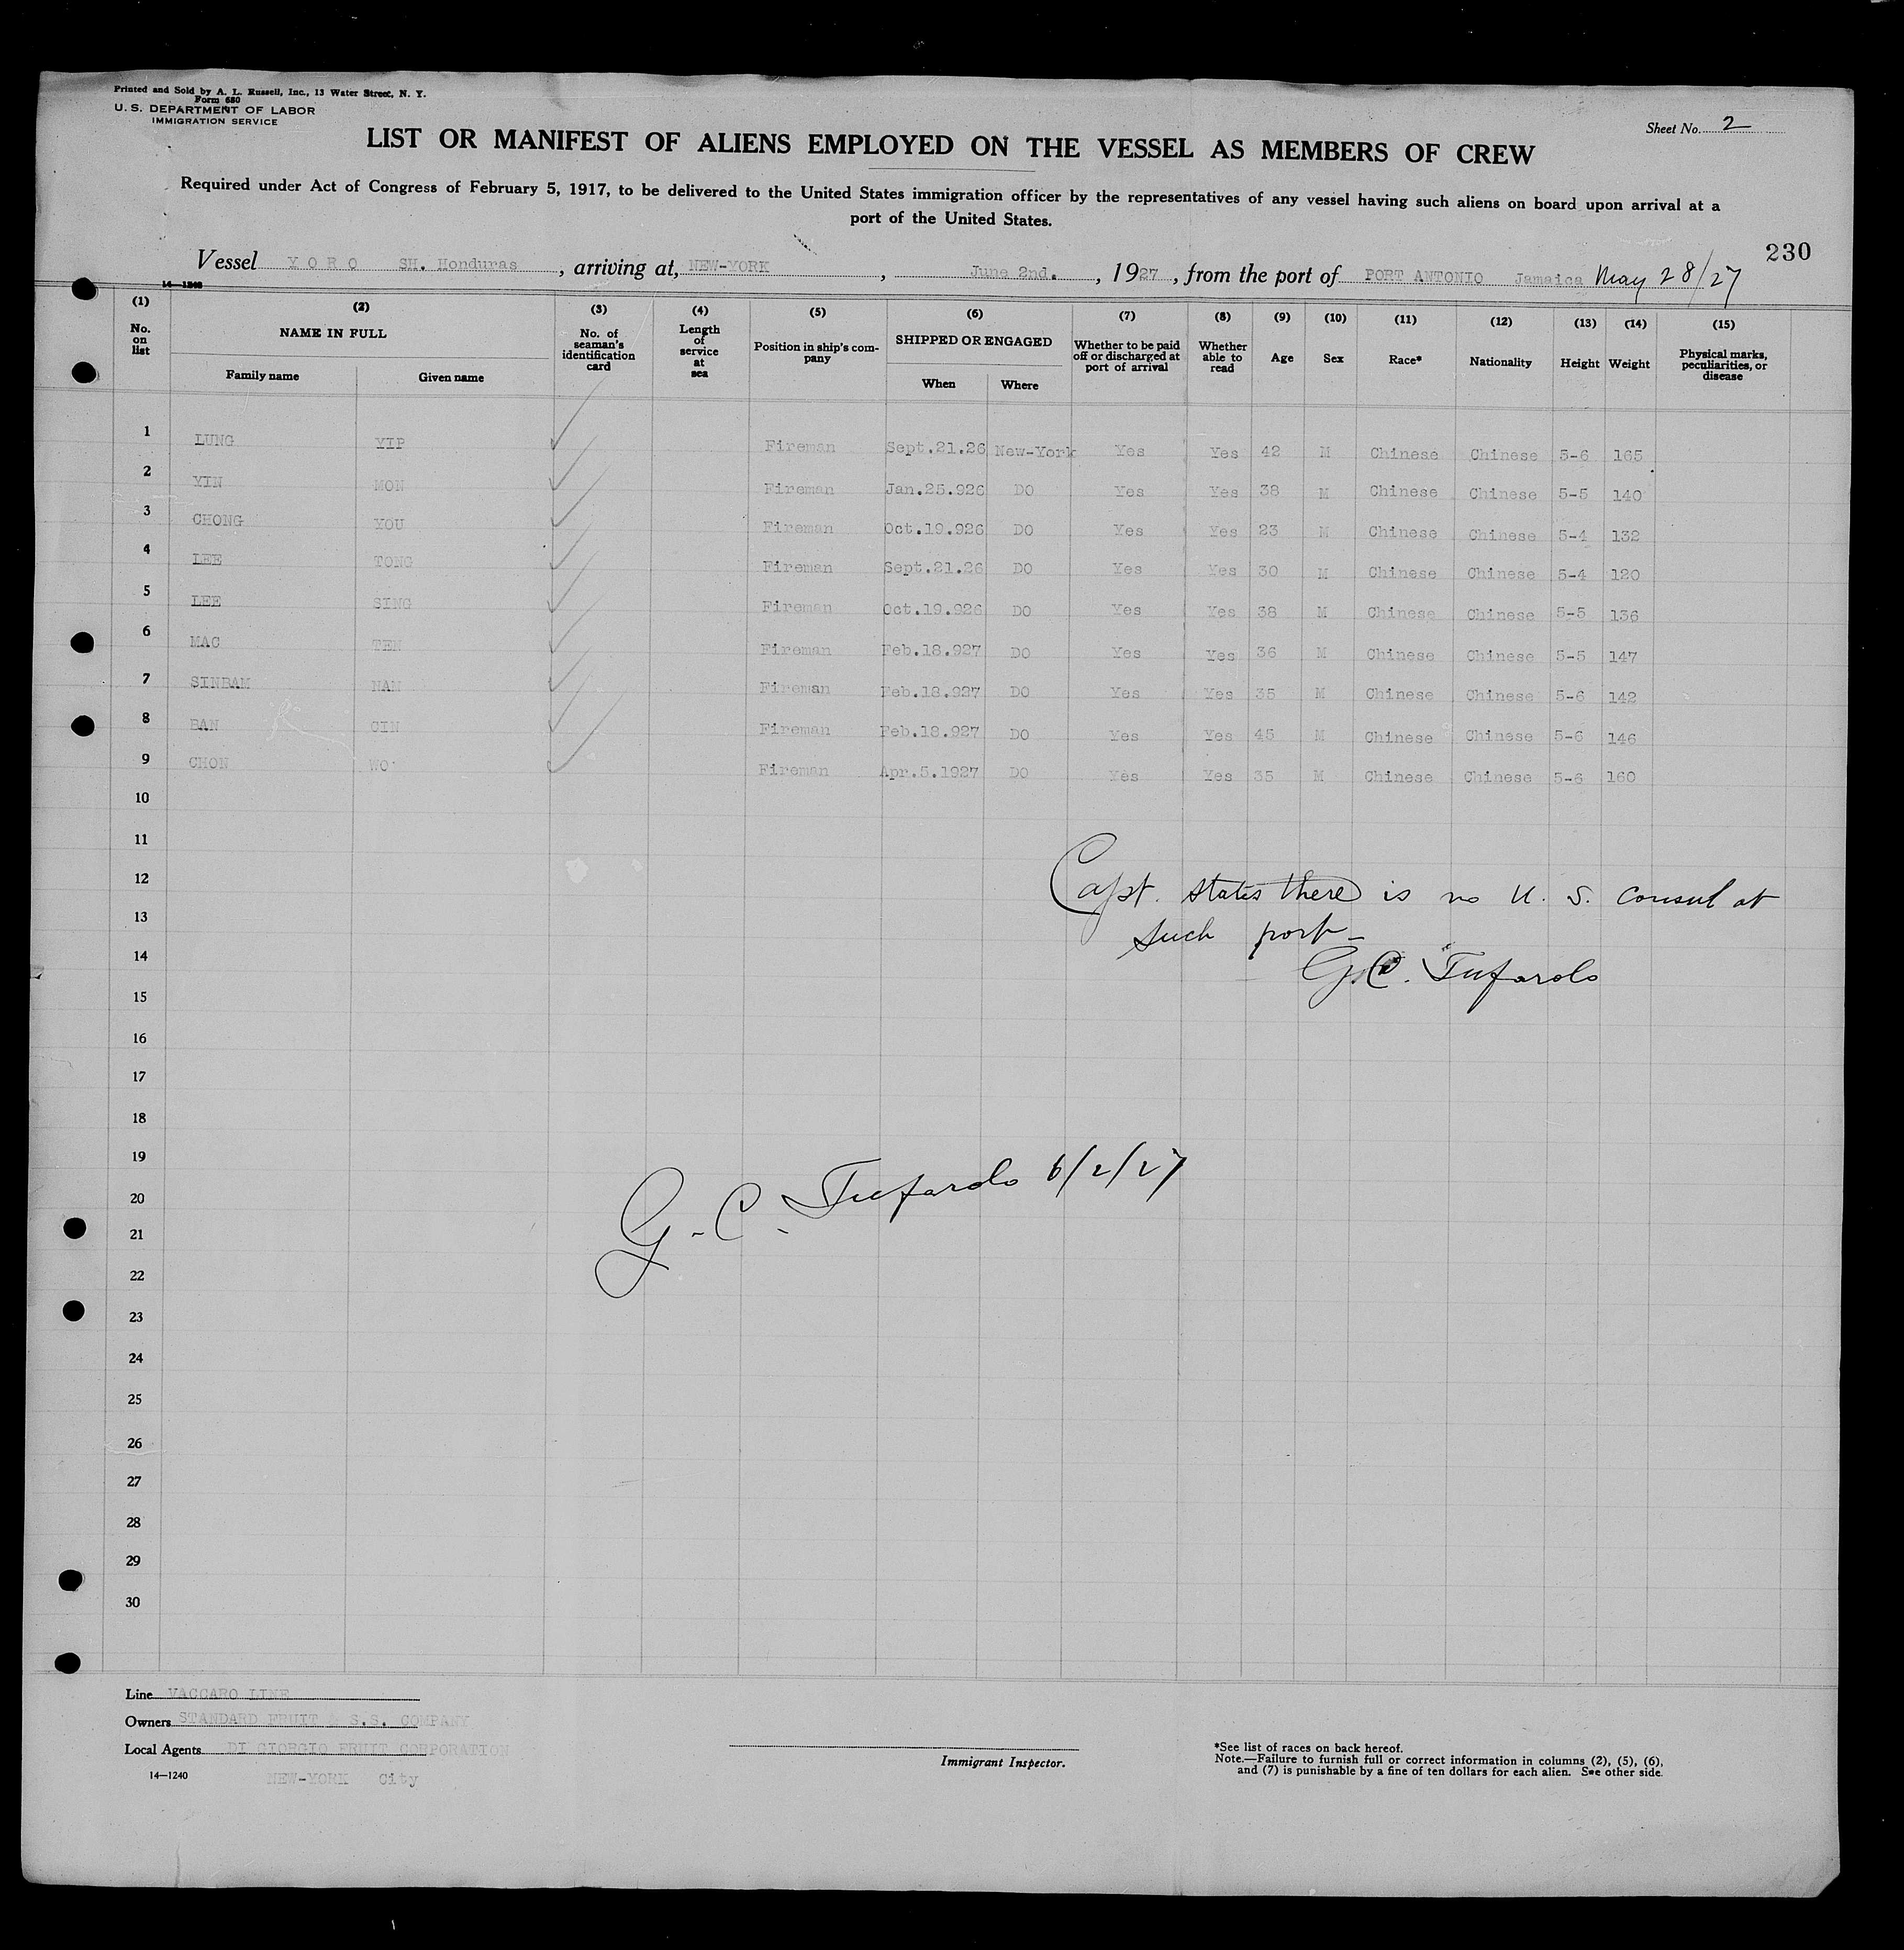 Printed and Sold by A. L. Russell, Inc., 13 Water Street, N. Y.
Form 680
U. S. DEPARTMENT OF LABOR
IMMIGRATION SERVICE
Sheet No. 2
LIST OR MANIFEST OF ALIENS EMPLOYED ON THE VESSEL AS MEMBERS OF CREW
Required under Act of Congress of February 5, 1917, to be delivered to the United States immigration officer by the representatives of any vessel having such aliens on board upon arrival at a
port of the United States.
230
Vessel YORO SH. Honduras, arriving at, NEW-YORK, June 2nd., 1927, from the port of PORT ANTONIO Jamaica May 28/27
14—1240
(1) (2) (3) (4) (5) (6) (7) (8) (9) (10) (11) (12) (13) (14) (15)
No. on list NAME IN FULL Family name Given name No. of seaman's identification card Length of service at sea Position in ship's company SHIPPED OR ENGAGED When Where Whether to be paid off or discharged at port of arrival Whether able to read Age Sex Race* Nationality Height Weight Physical marks, peculiarities, or disease
1 LUNG YIP Fireman Sept.21.26 New-York Yes Yes 42 M Chinese Chinese 5-6 165
2 YIN MON Fireman Jan.25.926 DO Yes Yes 38 M Chinese Chinese 5-5 140
3 CHONG YOU Fireman Oct.19.926 DO Yes Yes 23 M Chinese Chinese 5-4 132
4 LEE TONG Fireman Sept.21.26 DO Yes Yes 30 M Chinese Chinese 5-4 120
5 LEE SING Fireman Oct.19.926 DO Yes Yes 38 M Chinese Chinese 5-5 136
6 MAC TEN Fireman Feb.18.927 DO Yes Yes 36 M Chinese Chinese 5-5 147
7 SINBAM NAM Fireman Feb.18.927 DO Yes Yes 35 M Chinese Chinese 5-6 142
8 BAN CIN Fireman Feb.18.927 DO Yes Yes 45 M Chinese Chinese 5-6 146
9 CHON WO Fireman Apr.5.1927 DO Yes Yes 35 M Chinese Chinese 5-6 160
10
11
12
Capt. states there is no U. S. consul at
13
such port—
14
G. C. Tufarolo
15
16
17
18
19
G. C. Tufarolo 6/2/27
20
21
22
23
24
25
26
27
28
29
30
Line VACCARO LINE
Owners STANDARD FRUIT & S.S. COMPANY
Local Agents DI GIORGIO FRUIT CORPORATION
14—1240 NEW-YORK City
Immigrant Inspector.
*See list of races on back hereof.
Note.—Failure to furnish full or correct information in columns (2), (5), (6),
and (7) is punishable by a fine of ten dollars for each alien. See other side.